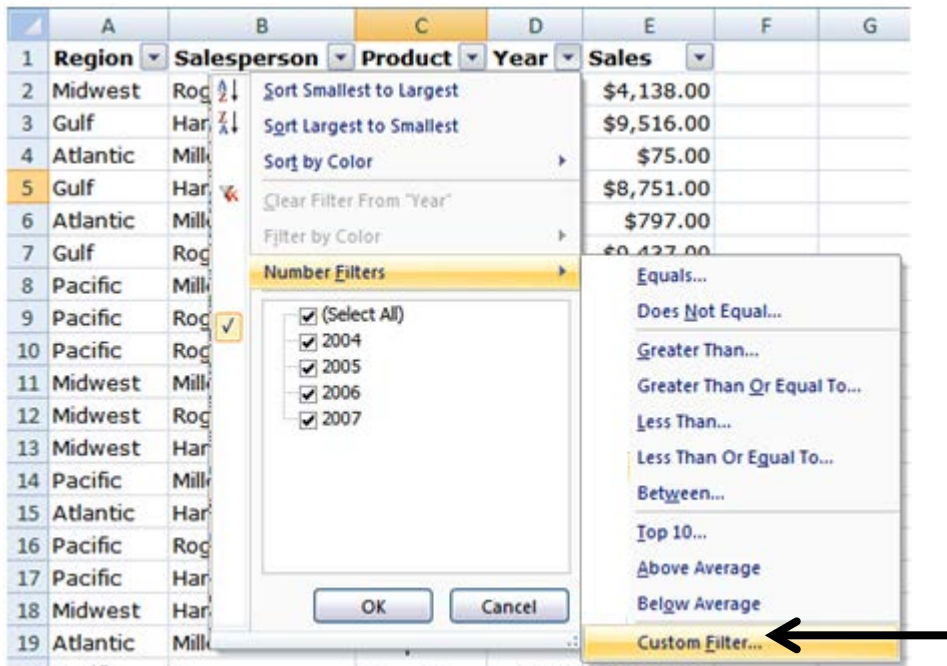 A B C D E F G
1 Region Salesperson Product Year Sales
2 Midwest Rog Sort Smallest to Largest $4,138.00
3 Gulf Har Sort Largest to Smallest $9,516.00
4 Atlantic Mill Sort by Color $75.00
5 Gulf Har Clear Filter From "Year" $8,751.00
6 Atlantic Mill Filter by Color $797.00
7 Gulf Rog Number Filters $9,427.00
8 Pacific Mill Equals...
9 Pacific Rog (Select All) Does Not Equal...
10 Pacific Rog 2004 Greater Than...
11 Midwest Mill 2005 Greater Than Or Equal To...
12 Midwest Rog 2006 Less Than...
13 Midwest Har 2007 Less Than Or Equal To...
14 Pacific Mill Between...
15 Atlantic Har Top 10...
16 Pacific Rog Above Average
17 Pacific Har Below Average
18 Midwest Har OK Cancel
19 Atlantic Mill Custom Filter...